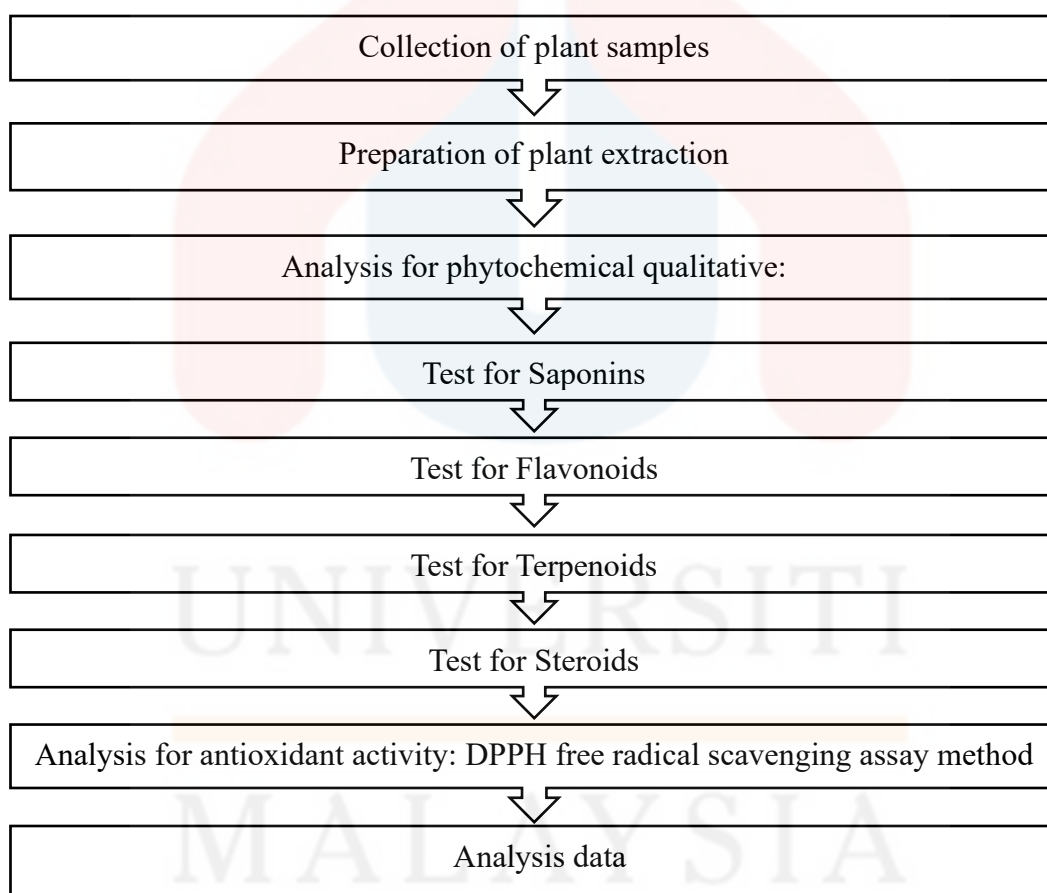 Collection of plant samples
Preparation of plant extraction
Analysis for phytochemical qualitative:
Test for Saponins
Test for Flavonoids
Test for Terpenoids
UNIVERSITI
Test for Steroids
Analysis for antioxidant activity: DPPH free radical scavenging assay method
MALAYSIA
Analysis data